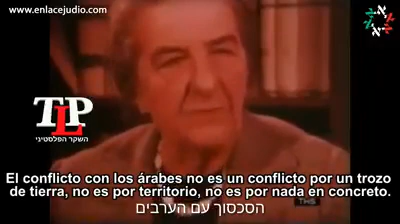 www.enlacejudio.com
TLP
השקר הפלסטיני
THS
El conflicto con los árabes no es un conflicto por un trozo
de tierra, no es por territorio, no es por nada en concreto.
הסכסוך עם הערבים